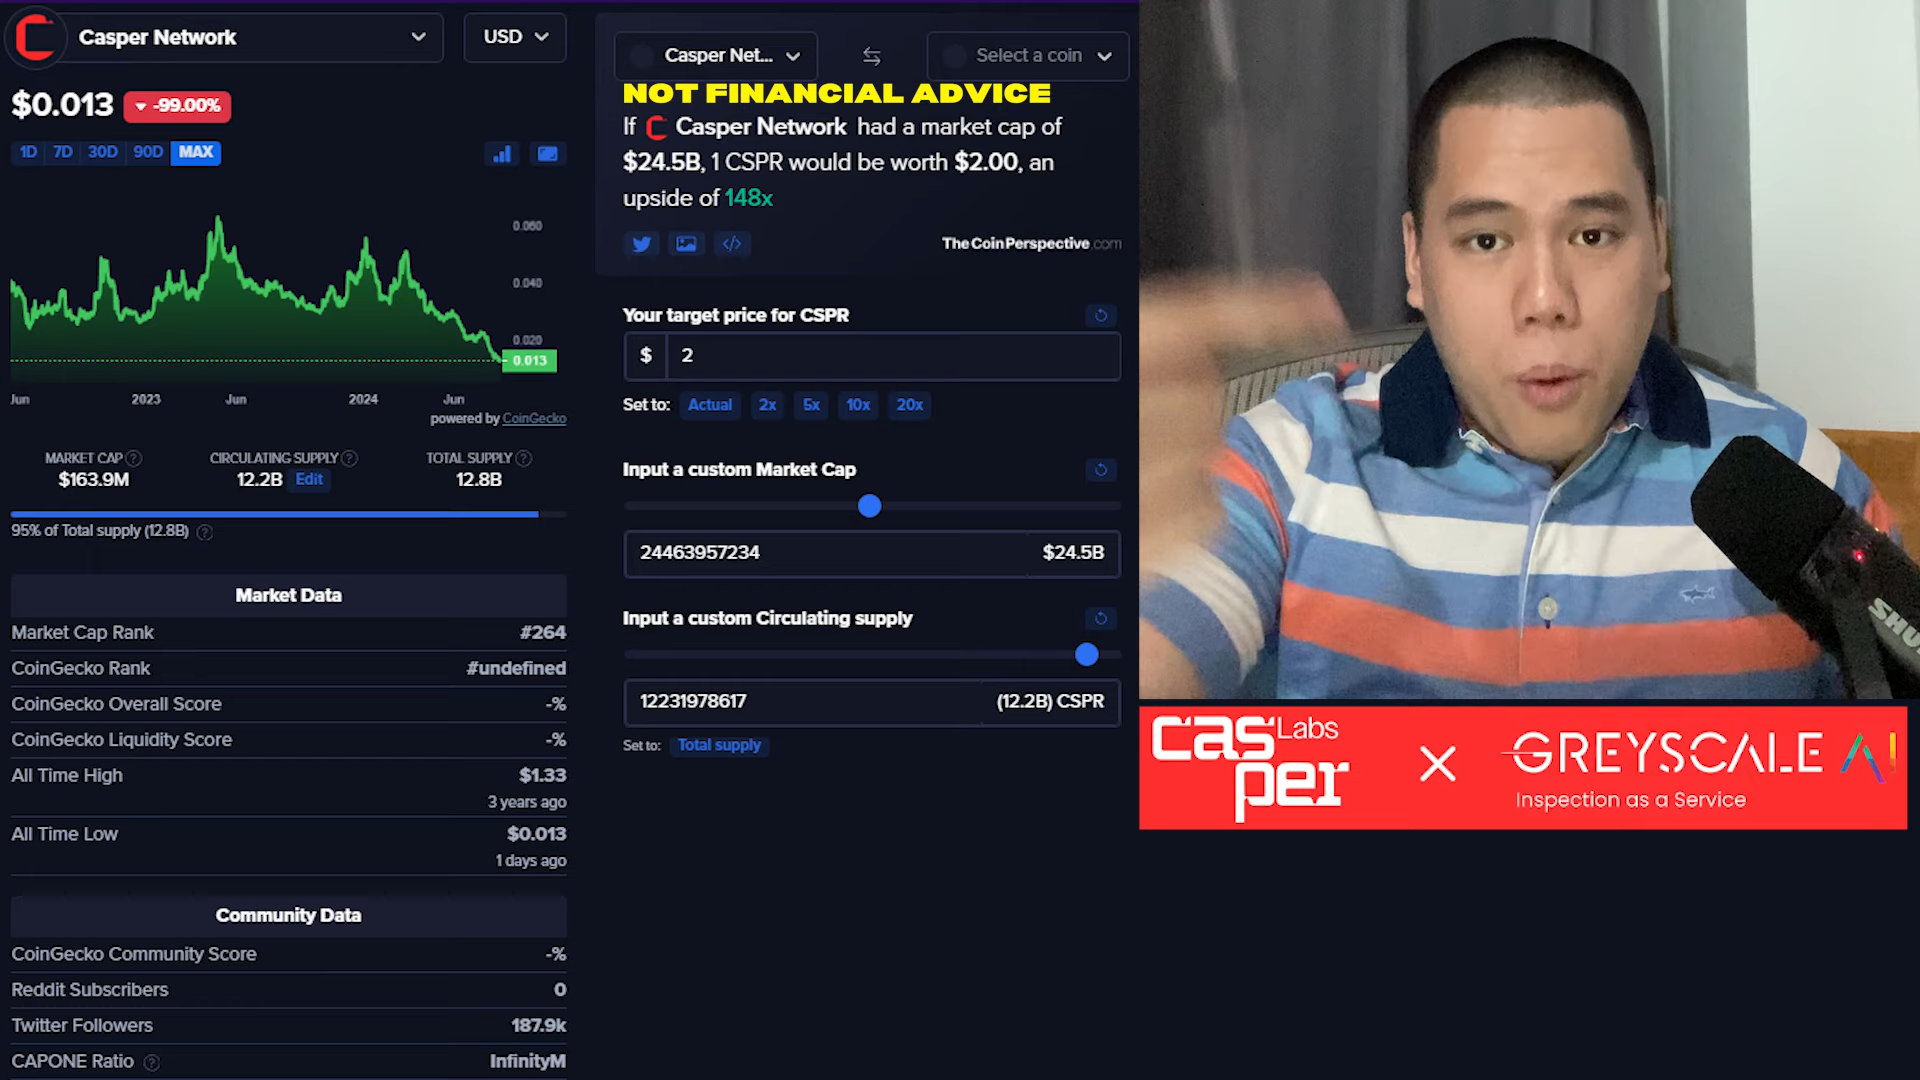 Casper Network
USD
$0.013
-99.00%
1D 7D 30D 90D MAX
0.060
0.040
0.020
0.013
Jun 2023 Jun 2024 Jun
powered by CoinGecko
MARKET CAP ?
$163.9M
CIRCULATING SUPPLY ?
12.2B Edit
TOTAL SUPPLY ?
12.8B
95% of Total supply (12.8B) ?
Market Data
Market Cap Rank #264
CoinGecko Rank #undefined
CoinGecko Overall Score -%
CoinGecko Liquidity Score -%
All Time High $1.33
3 years ago
All Time Low $0.013
1 days ago
Community Data
CoinGecko Community Score -%
Reddit Subscribers 0
Twitter Followers 187.9k
CAPONE Ratio ? InfinityM
Casper Net...
Select a coin
NOT FINANCIAL ADVICE
If Casper Network had a market cap of
$24.5B, 1 CSPR would be worth $2.00, an
upside of 148x
TheCoinPerspective.com
Your target price for CSPR
$ 2
Set to: Actual 2x 5x 10x 20x
Input a custom Market Cap
24463957234 $24.5B
Input a custom Circulating supply
12231978617 (12.2B) CSPR
Set to: Total supply
SHU
casper Labs
X
GREYSCALE AI
Inspection as a Service